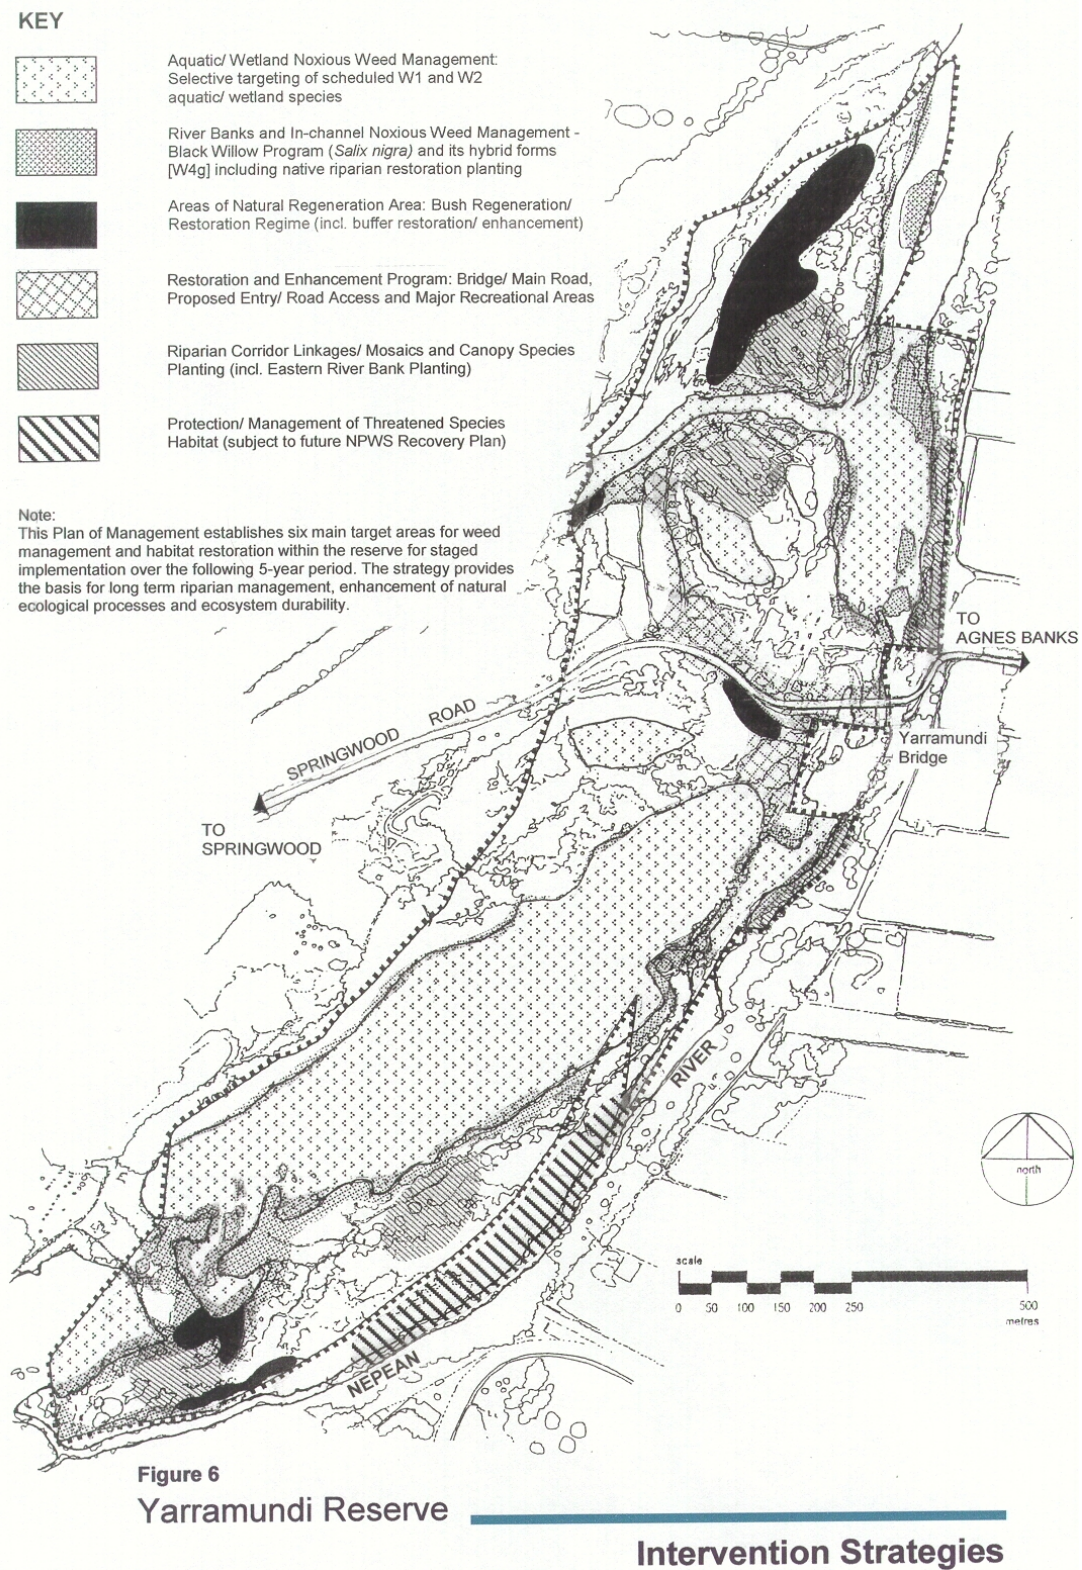 KEY
Aquatic/ Wetland Noxious Weed Management:
Selective targeting of scheduled W1 and W2
aquatic/ wetland species
River Banks and In-channel Noxious Weed Management -
Black Willow Program (Salix nigra) and its hybrid forms
[W4g] including native riparian restoration planting
Areas of Natural Regeneration Area: Bush Regeneration/
Restoration Regime (incl. buffer restoration/ enhancement)
Restoration and Enhancement Program: Bridge/ Main Road,
Proposed Entry/ Road Access and Major Recreational Areas
Riparian Corridor Linkages/ Mosaics and Canopy Species
Planting (incl. Eastern River Bank Planting)
Protection/ Management of Threatened Species
Habitat (subject to future NPWS Recovery Plan)
Note:
This Plan of Management establishes six main target areas for weed
management and habitat restoration within the reserve for staged
implementation over the following 5-year period. The strategy provides
the basis for long term riparian management, enhancement of natural
ecological processes and ecosystem durability.
TO
AGNES BANKS
SPRINGWOOD ROAD
Yarramundi
Bridge
TO
SPRINGWOOD
RIVER
NEPEAN
north
scale
0 50 100 150 200 250 500
metres
Figure 6
Yarramundi Reserve
Intervention Strategies